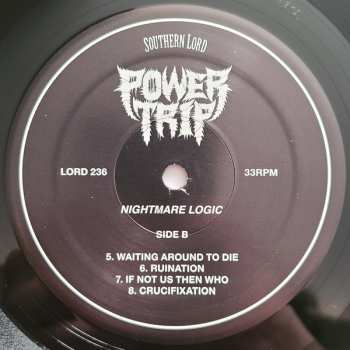 SOUTHERN LORD
POWER
TRIP
LORD 236
33RPM
NIGHTMARE LOGIC
SIDE B
5. WAITING AROUND TO DIE
6. RUINATION
7. IF NOT US THEN WHO
8. CRUCIFIXATION